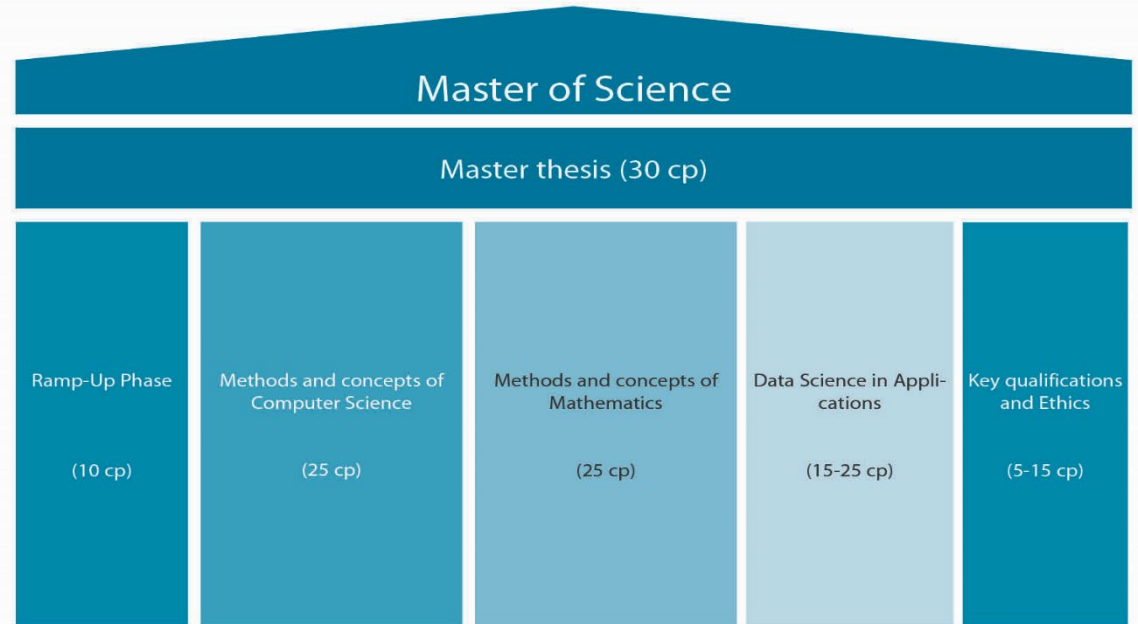 Master of Science
Master thesis (30 cp)
Ramp-Up Phase
(10 cp)
Methods and concepts of
Computer Science
(25 cp)
Methods and concepts of
Mathematics
(25 cp)
Data Science in Appli-
cations
(15-25 cp)
Key qualifications
and Ethics
(5-15 cp)